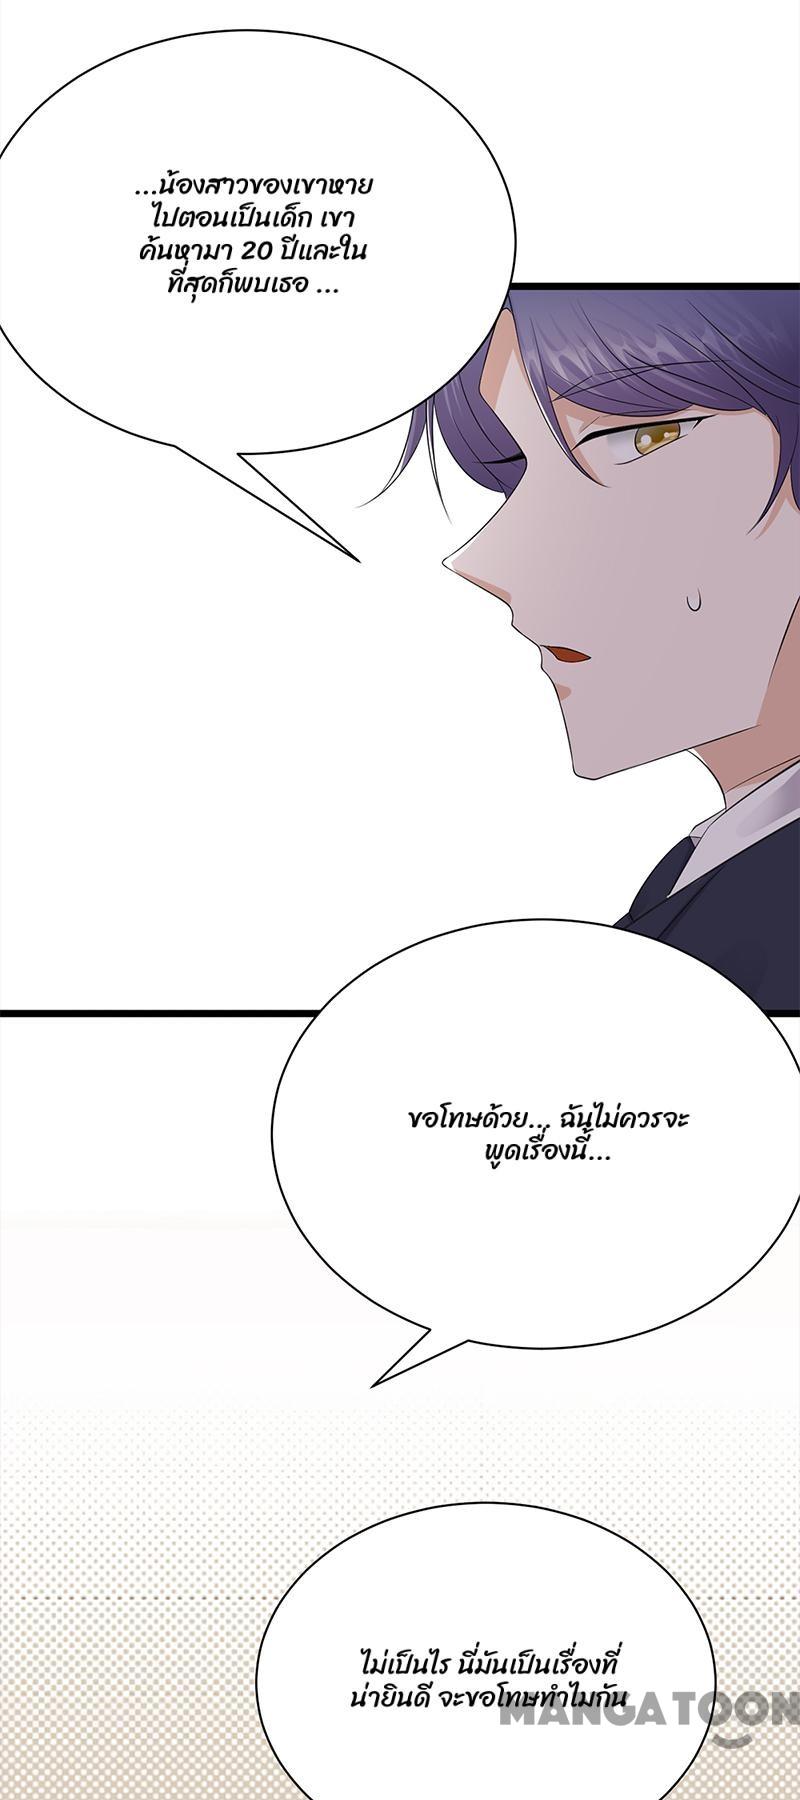 ...น้องสาวของเขาหาย
ไปตอนเป็นเด็ก เขา
ค้นหามา 20 ปีและใน
ที่สุดก็พบเธอ ...
ขอโทษด้วย... ฉันไม่ควรจะ
พูดเรื่องนี้...
ไม่เป็นไร นี่มันเป็นเรื่องที่
น่ายินดี จะขอโทษทำไมกัน
MANGATOON